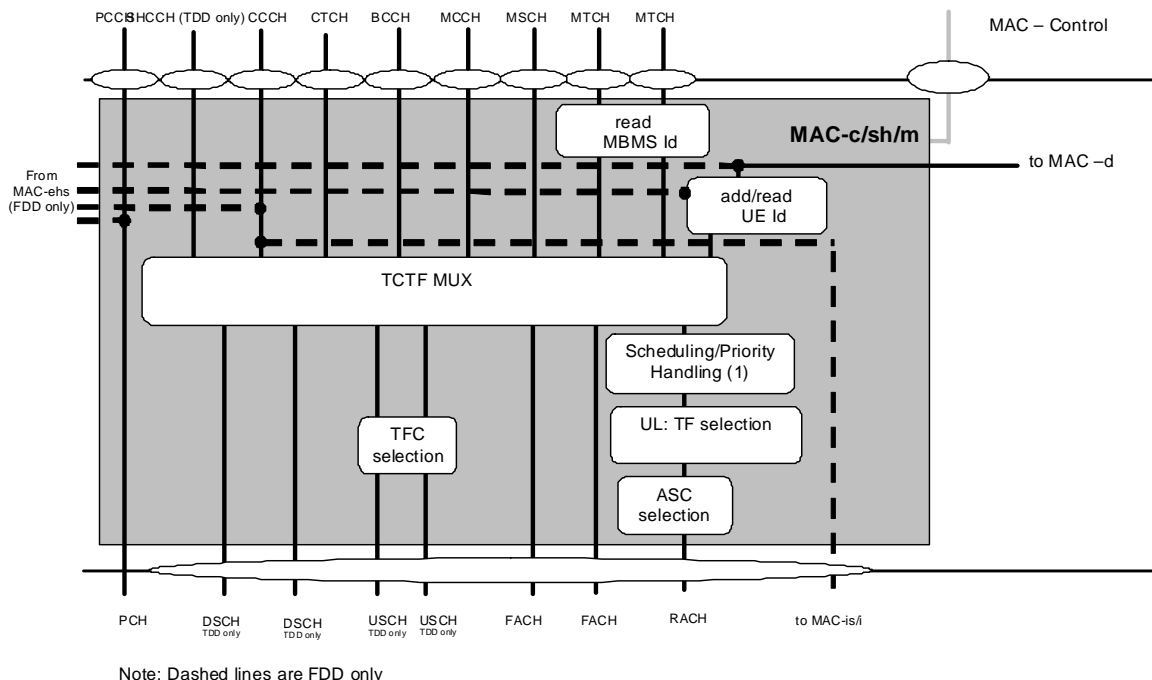 PCCH SHCCH (TDD only) CCCH CTCH BCCH MCCH MSCH MTCH MTCH
MAC – Control
read
MBMS Id
MAC-c/sh/m
to MAC –d
From
MAC-ehs
(FDD only)
add/read
UE Id
TCTF MUX
Scheduling/Priority
Handling (1)
UL: TF selection
TFC
selection
ASC
selection
PCH
DSCH
TDD only
DSCH
TDD only
USCH
TDD only
USCH
TDD only
FACH
FACH
RACH
to MAC-is/i
Note: Dashed lines are FDD only